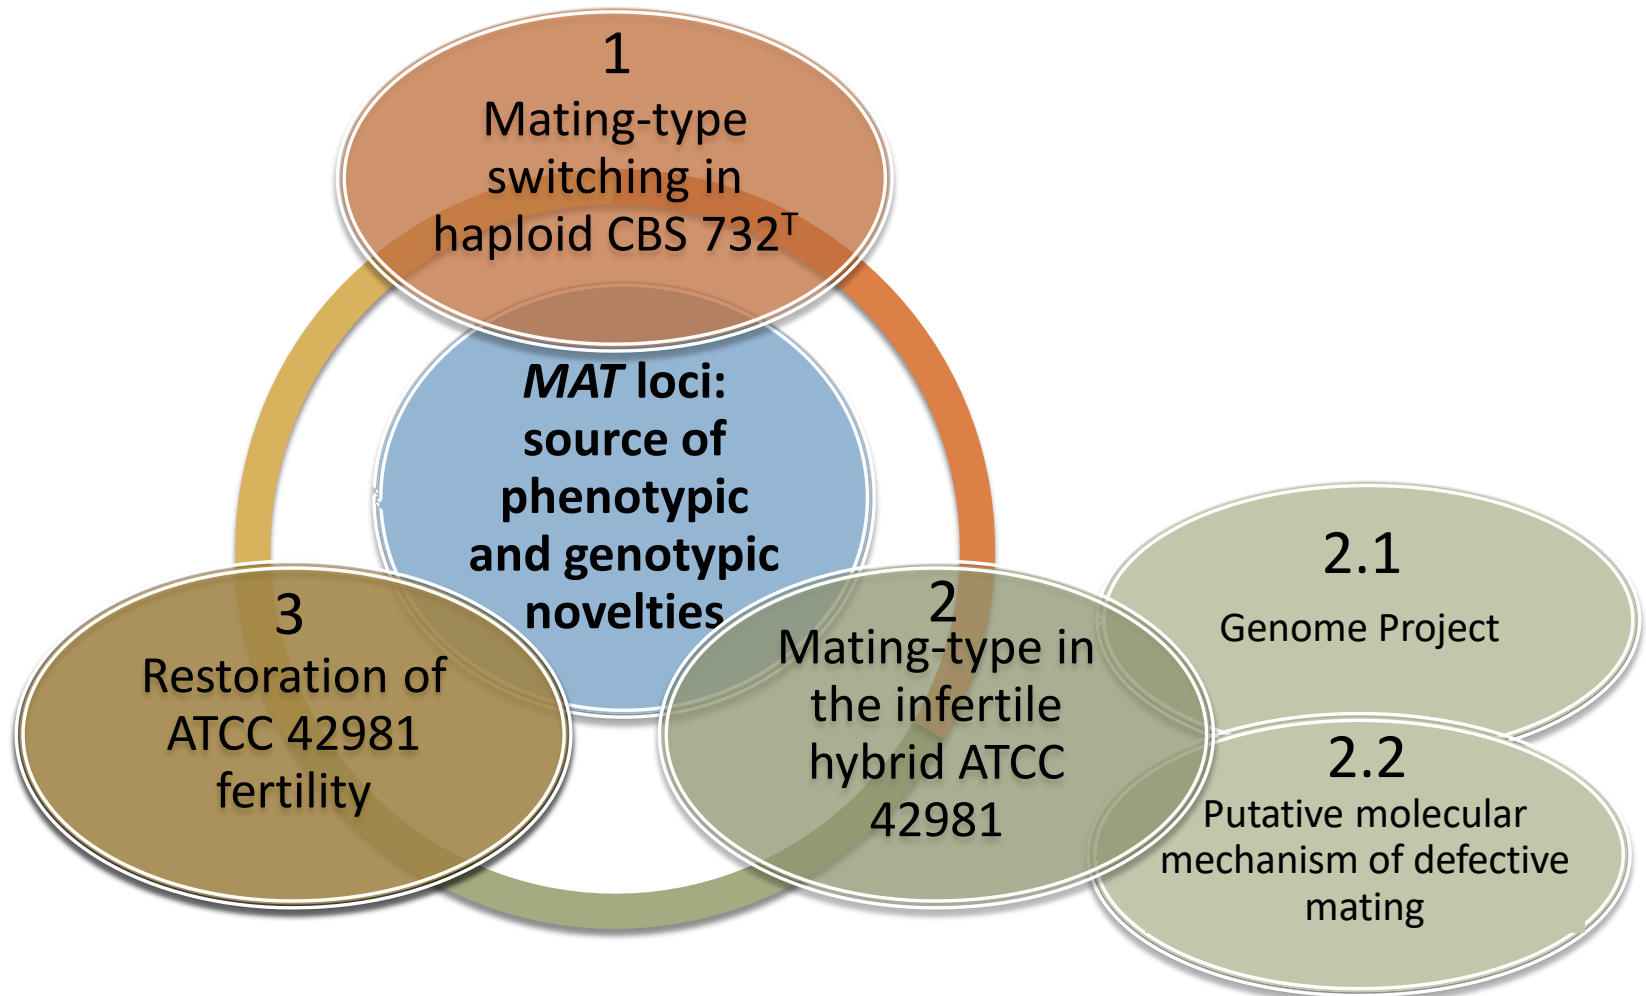 1
Mating-type
switching in
haploid CBS 732ᵀ
MAT loci:
source of
phenotypic
and genotypic
novelties
2
Mating-type in
the infertile
hybrid ATCC
42981
2.1
Genome Project
2.2
Putative molecular
mechanism of defective
mating
3
Restoration of
ATCC 42981
fertility